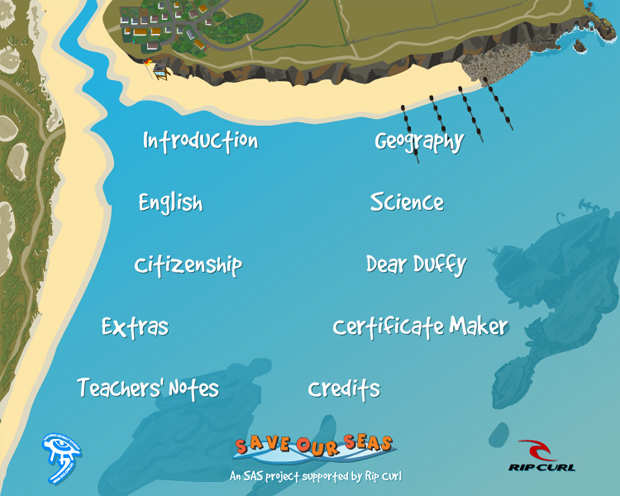 Introduction
Geography
English
Science
Citizenship
Dear Duffy
Extras
Certificate Maker
Teachers' Notes
Credits
SAVE OUR SEAS
An SAS project supported by Rip Curl
RIP CURL